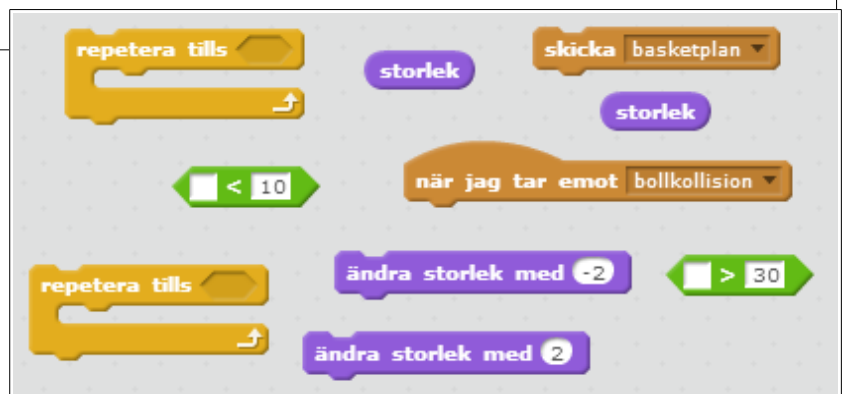 repetera tills
storlek
skicka basketplan
storlek
< 10
när jag tar emot bollkollision
repetera tills
ändra storlek med -2
> 30
ändra storlek med 2